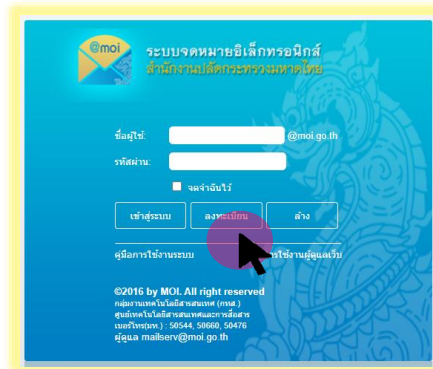 @moi
ระบบจดหมายอิเล็กทรอนิกส์
สำนักงานปลัดกระทรวงมหาดไทย
ชื่อผู้ใช้: @moi.go.th
รหัสผ่าน:
จดจำฉันไว้
เข้าสู่ระบบ ลงทะเบียน ล้าง
คู่มือการใช้งานระบบ การใช้งานผู้ดูแลเว็บ
©2016 by MOI. All right reserved
กลุ่มงานเทคโนโลยีสารสนเทศ (กทส.)
ศูนย์เทคโนโลยีสารสนเทศและการสื่อสาร
เบอร์โทร(มท.) : 50544, 50660, 50476
ผู้ดูแล mailserv@moi.go.th